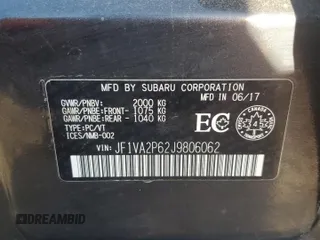 MFD BY SUBARU CORPORATION
MFD IN 06/17
GVWR/PNBV: 2000 KG
GAWR/PNBE:FRONT- 1075 KG
GAWR/PNBE:REAR - 1040 KG
TYPE:PC/VT
ICES/NMB-002
EC
CANADA
VIN: JF1VA2P62J9806062
DREAMBID